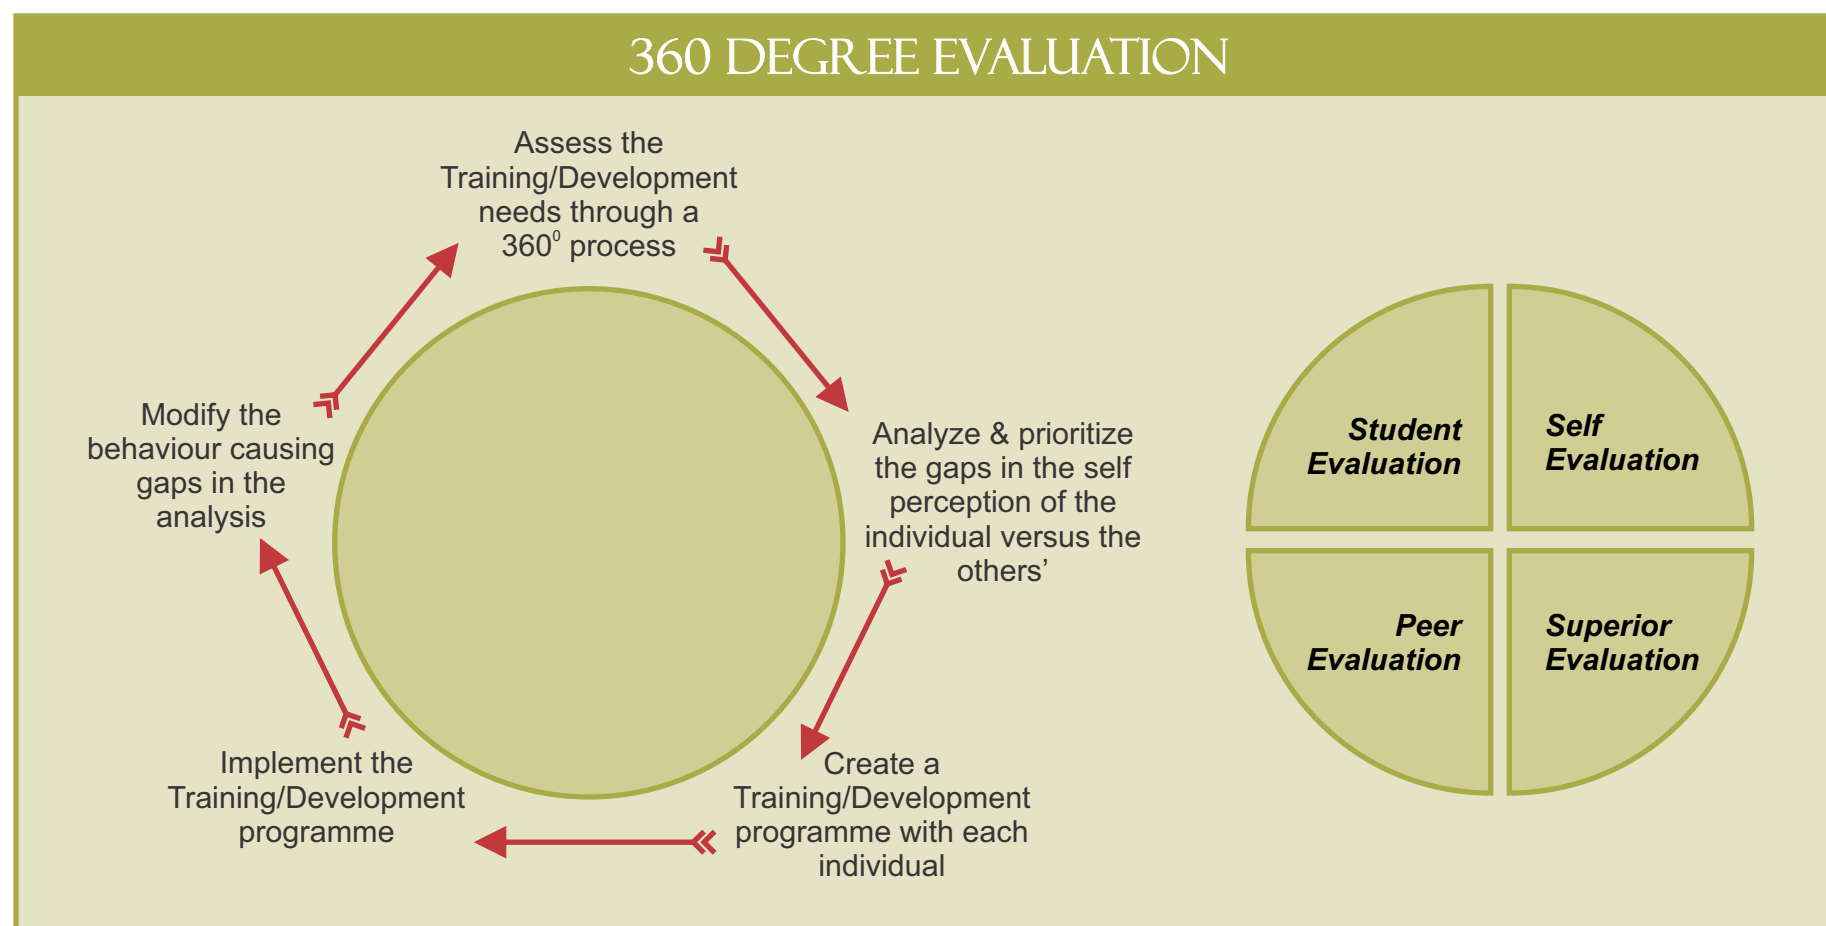 360 DEGREE EVALUATION
Assess the
Training/Development
needs through a
360⁰ process
Analyze & prioritize
the gaps in the self
perception of the
individual versus the
others’
Create a
Training/Development
programme with each
individual
Implement the
Training/Development
programme
Modify the
behaviour causing
gaps in the
analysis
Student
Evaluation
Self
Evaluation
Peer
Evaluation
Superior
Evaluation